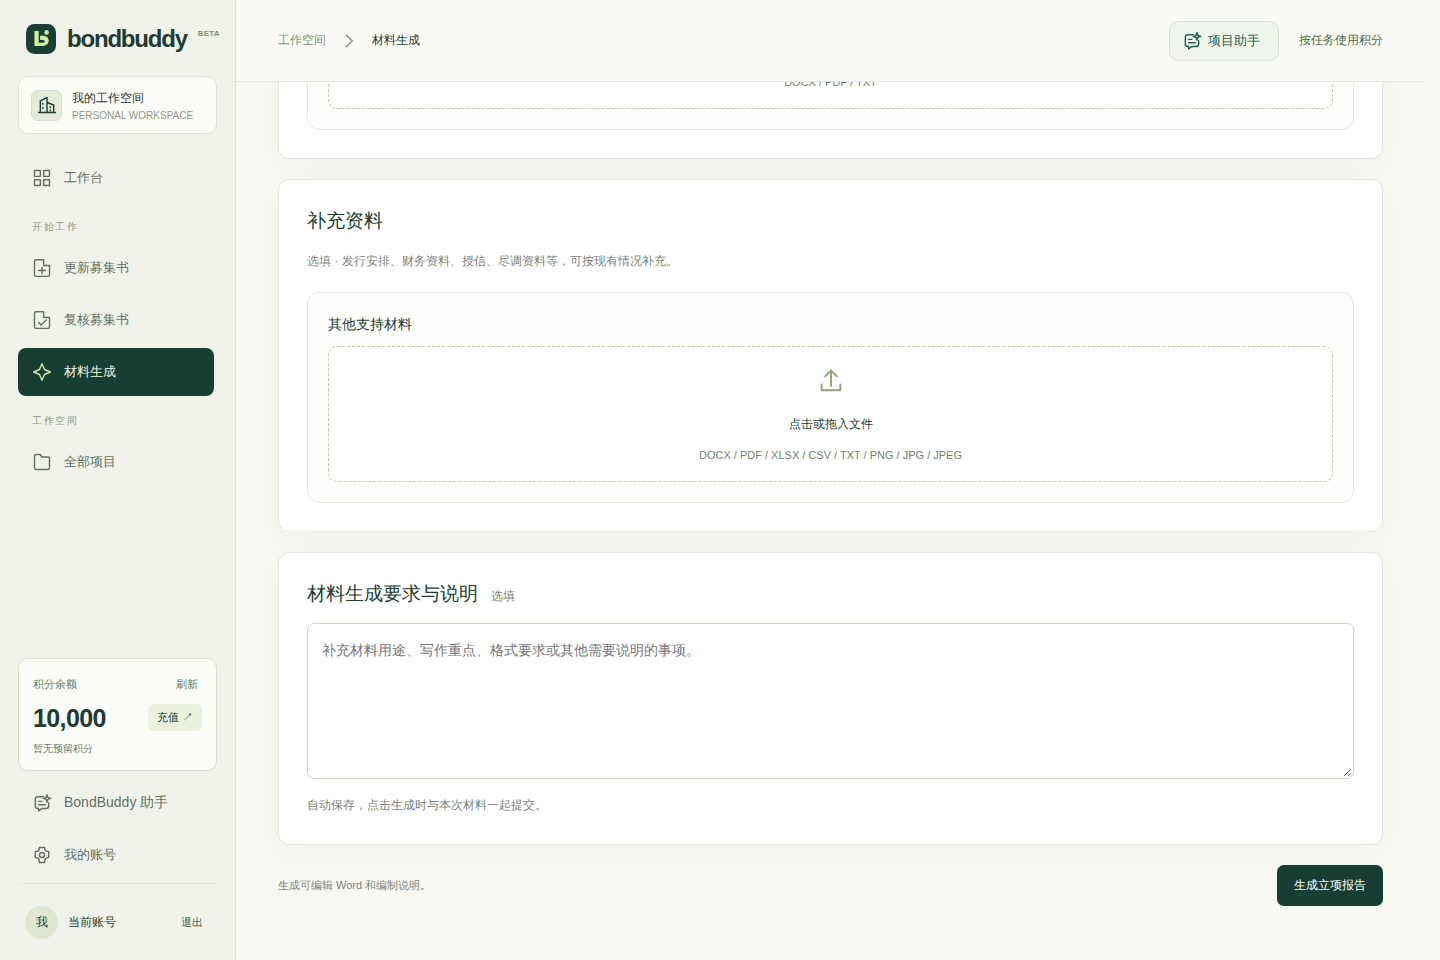 bondbuddy BETA
我的工作空间
PERSONAL WORKSPACE
工作台
开始工作
更新募集书
复核募集书
材料生成
工作空间
全部项目
积分余额 刷新
10,000 充值 ↗
暂无预留积分
BondBuddy 助手
我的账号
我 当前账号 退出
工作空间 > 材料生成
项目助手 按任务使用积分
DOCX / PDF / TXT
补充资料
选填 · 发行安排、财务资料、授信、尽调资料等，可按现有情况补充。
其他支持材料
点击或拖入文件
DOCX / PDF / XLSX / CSV / TXT / PNG / JPG / JPEG
材料生成要求与说明 选填
补充材料用途、写作重点、格式要求或其他需要说明的事项。
自动保存，点击生成时与本次材料一起提交。
生成可编辑 Word 和编制说明。
生成立项报告